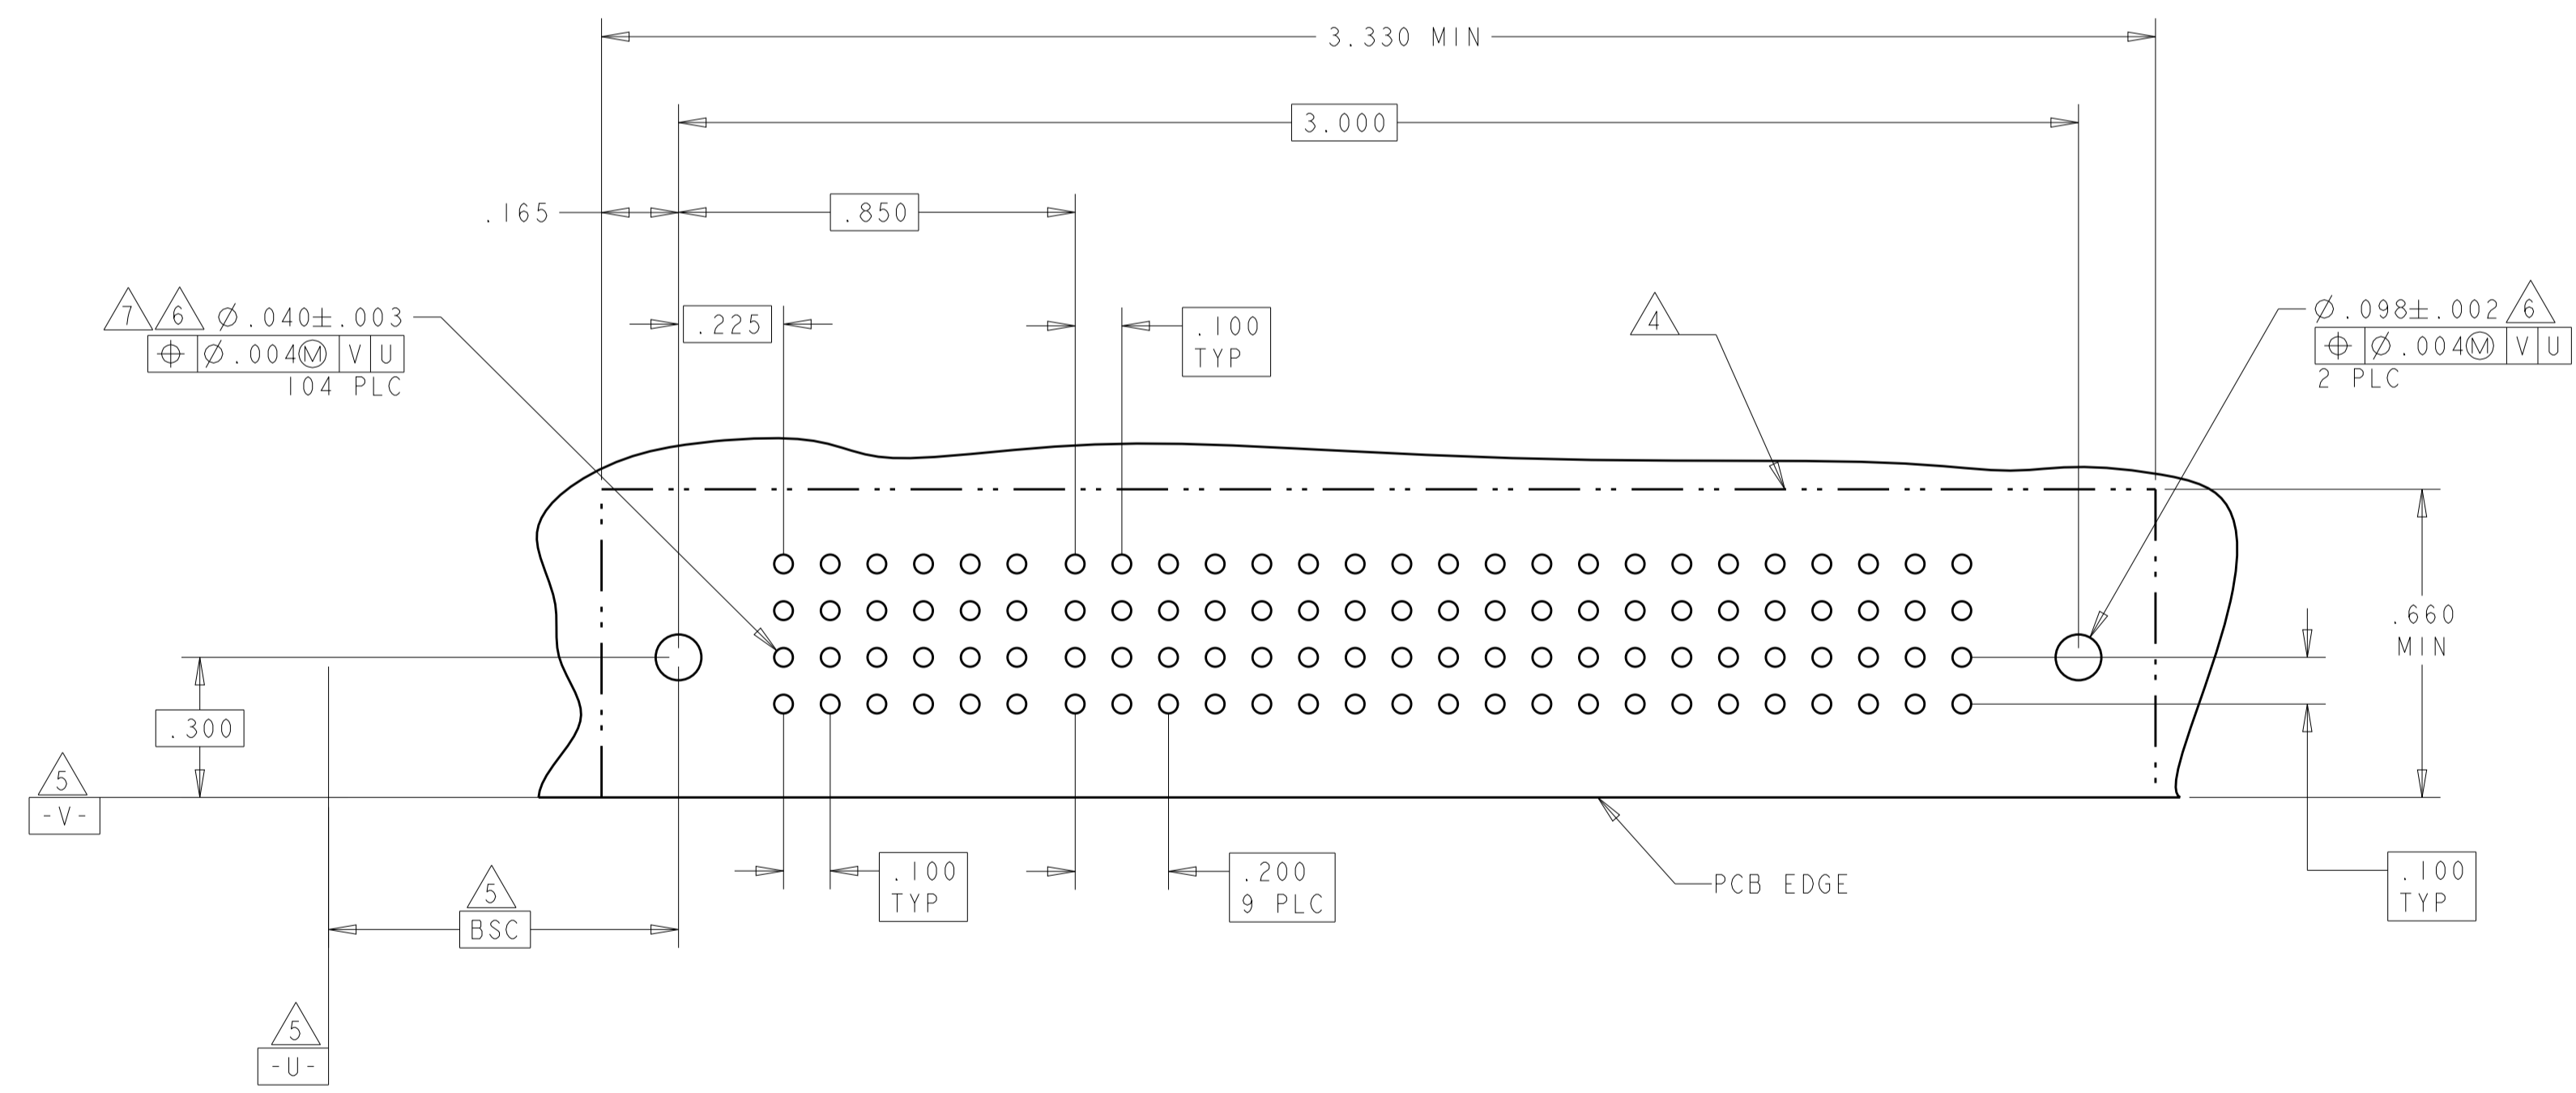 3.330 MIN
3.000
.165
.850
7 6 Ø.040±.003
⌖ Ø.004Ⓜ V U
104 PLC
.225
.100
TYP
4
Ø.098±.002 6
⌖ Ø.004Ⓜ V U
2 PLC
.660
MIN
.300
5
-V-
.100
TYP
.200
9 PLC
PCB EDGE
.100
TYP
5
BSC
5
-U-